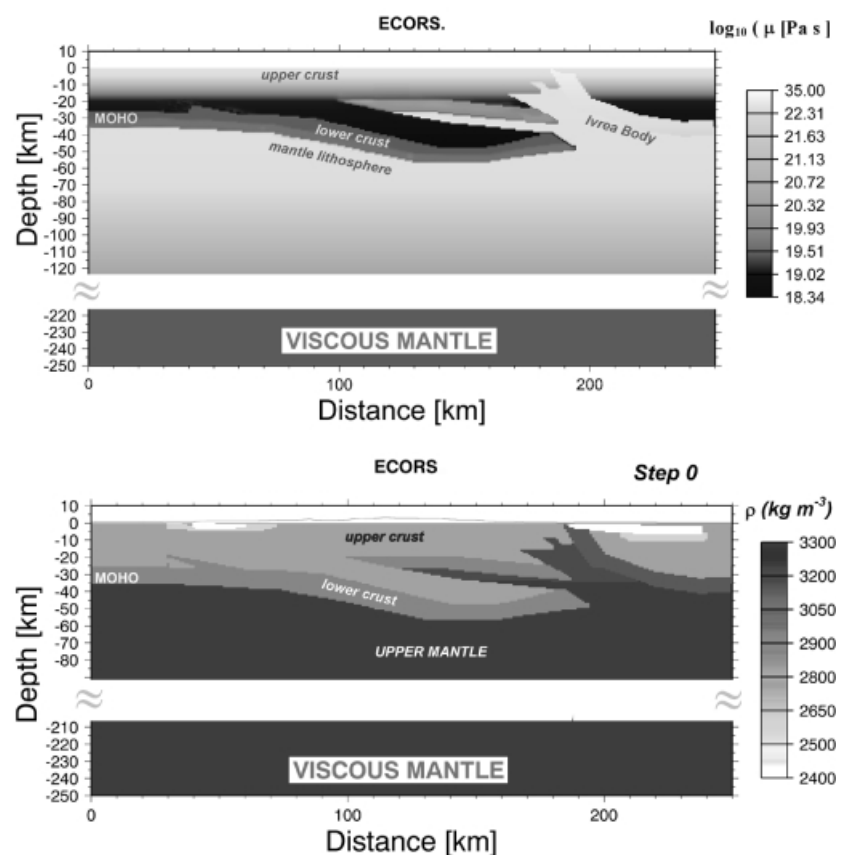 ECORS.
log₁₀ ( μ [Pa s ]
10
0
-10
-20
-30
-40
-50
-60
-70
-80
-90
-100
-110
-120
Depth [km]
upper crust
MOHO
lower crust
mantle lithosphere
Ivrea Body
35.00
22.31
21.63
21.13
20.72
20.32
19.93
19.51
19.02
18.34
≈ ≈
-220
-230
-240
-250
VISCOUS MANTLE
0 100 200
Distance [km]
ECORS
Step 0
ρ (kg m⁻³)
10
0
-10
-20
-30
-40
-50
-60
-70
-80
Depth [km]
upper crust
MOHO
lower crust
UPPER MANTLE
3300
3200
3050
2900
2800
2650
2500
2400
≈ ≈
-210
-220
-230
-240
-250
VISCOUS MANTLE
0 100 200
Distance [km]